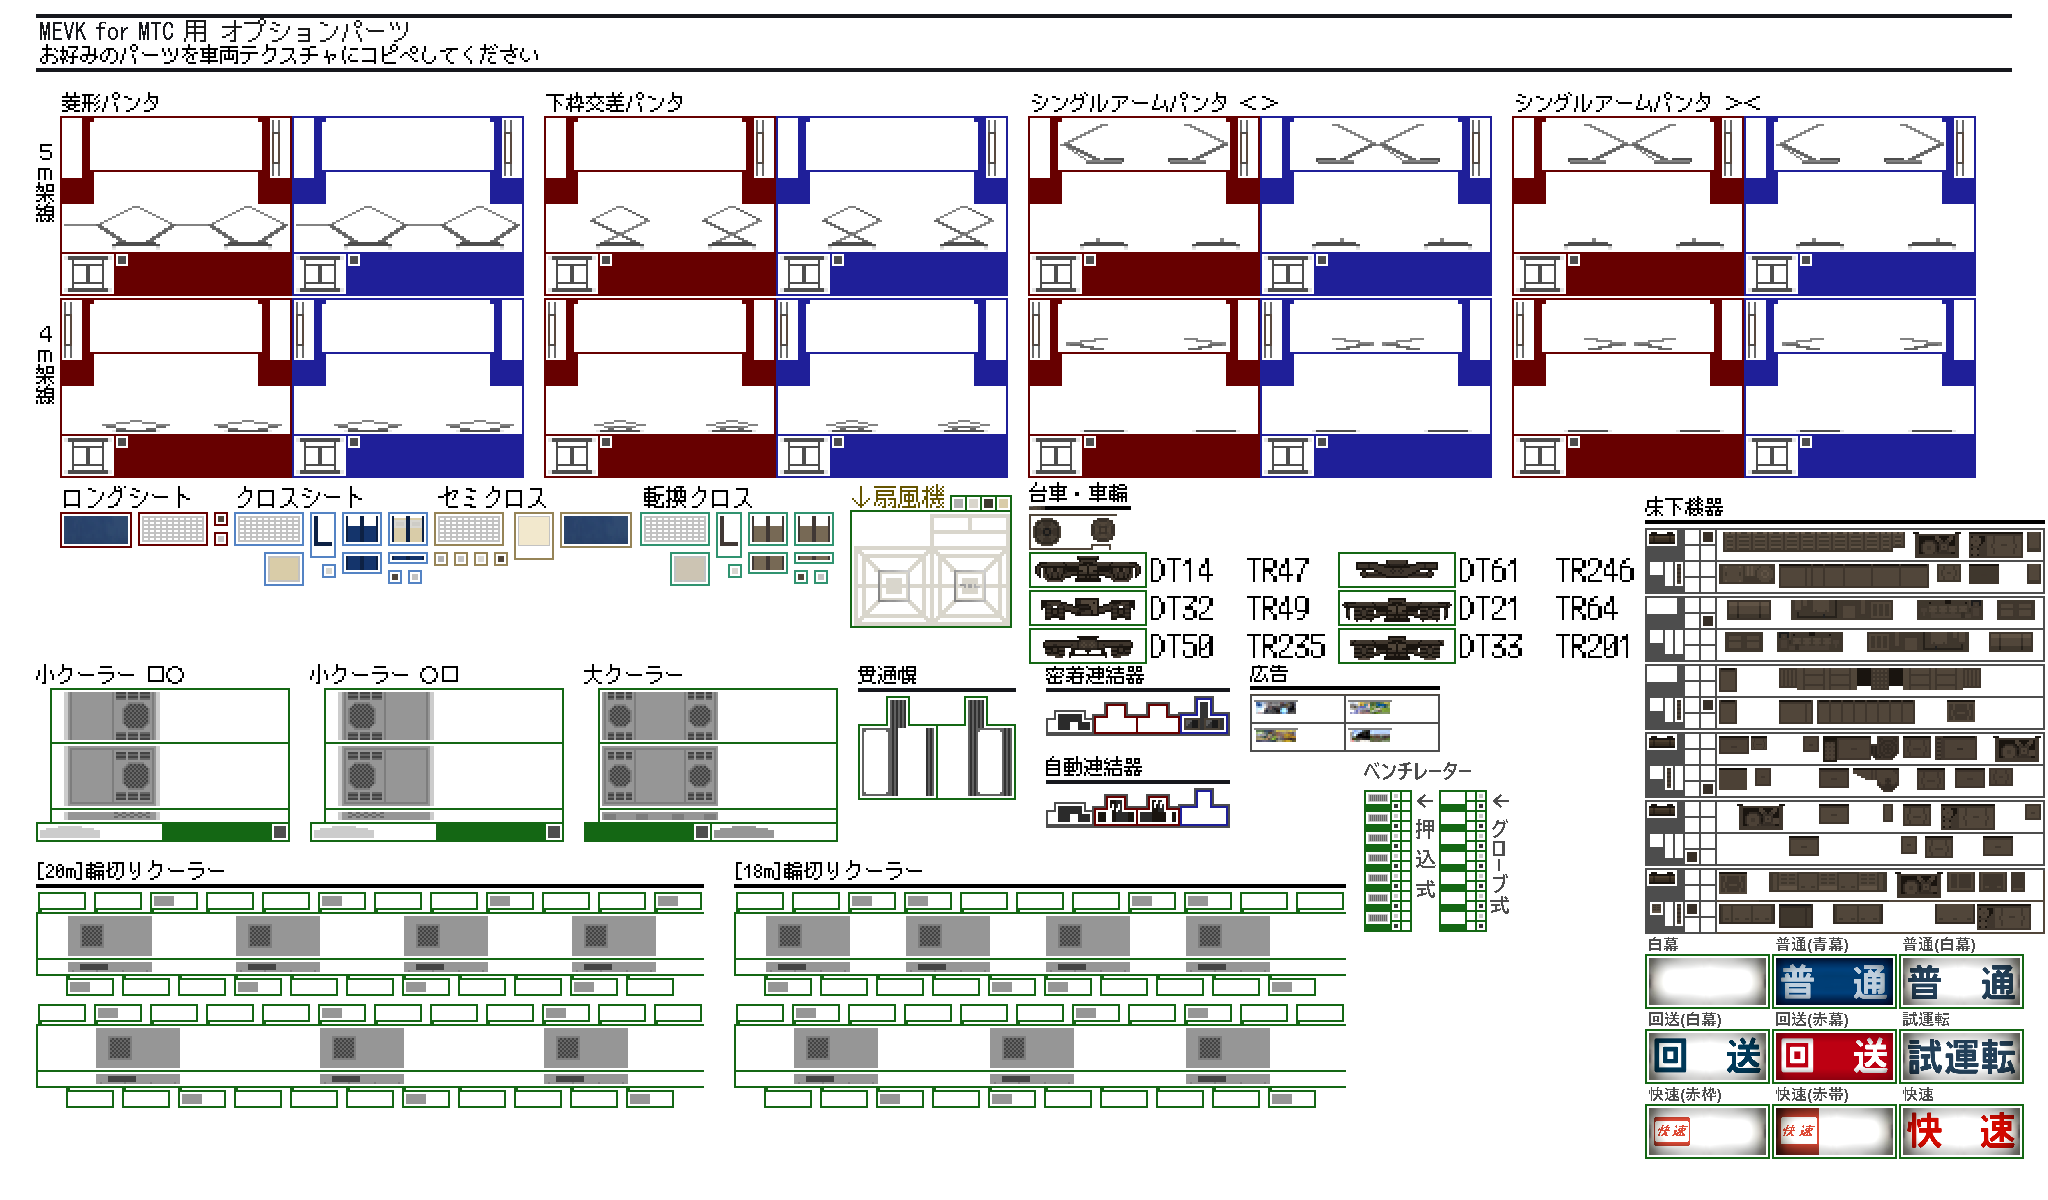 MEVK for MTC 用 オプションパーツ
お好みのパーツを車両テクスチャにコピペしてください
菱形パンタ
下枠交差パンタ
シングルアームパンタ <>
シングルアームパンタ ><
5m架線
4m架線
ロングシート
クロスシート
セミクロス
転換クロス
↓扇風機
台車・車輪
床下機器
DT14 TR47
DT61 TR246
DT32 TR49
DT21 TR64
DT50 TR235
DT33 TR201
小クーラー □○
小クーラー ○□
大クーラー
貫通幌
密着連結器
広告
自動連結器
ベンチレーター
←押込式
←グローブ式
[20m]輪切りクーラー
[18m]輪切りクーラー
白幕
普通(青幕)
普通(白幕)
普 通
普 通
回送(白幕)
回送(赤幕)
試運転
回 送
回 送
試運転
快速(赤枠)
快速(赤帯)
快速
快速
快速
快 速